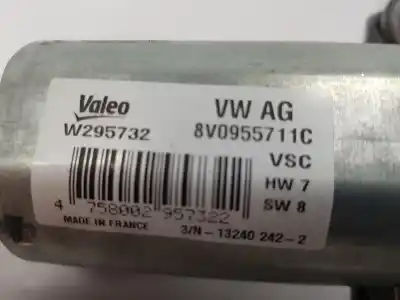 Valeo VW AG
W295732 8V0955711C
VSC
HW 7
4 758002 957322 SW 8
MADE IN FRANCE 3/N - 13240 242-2